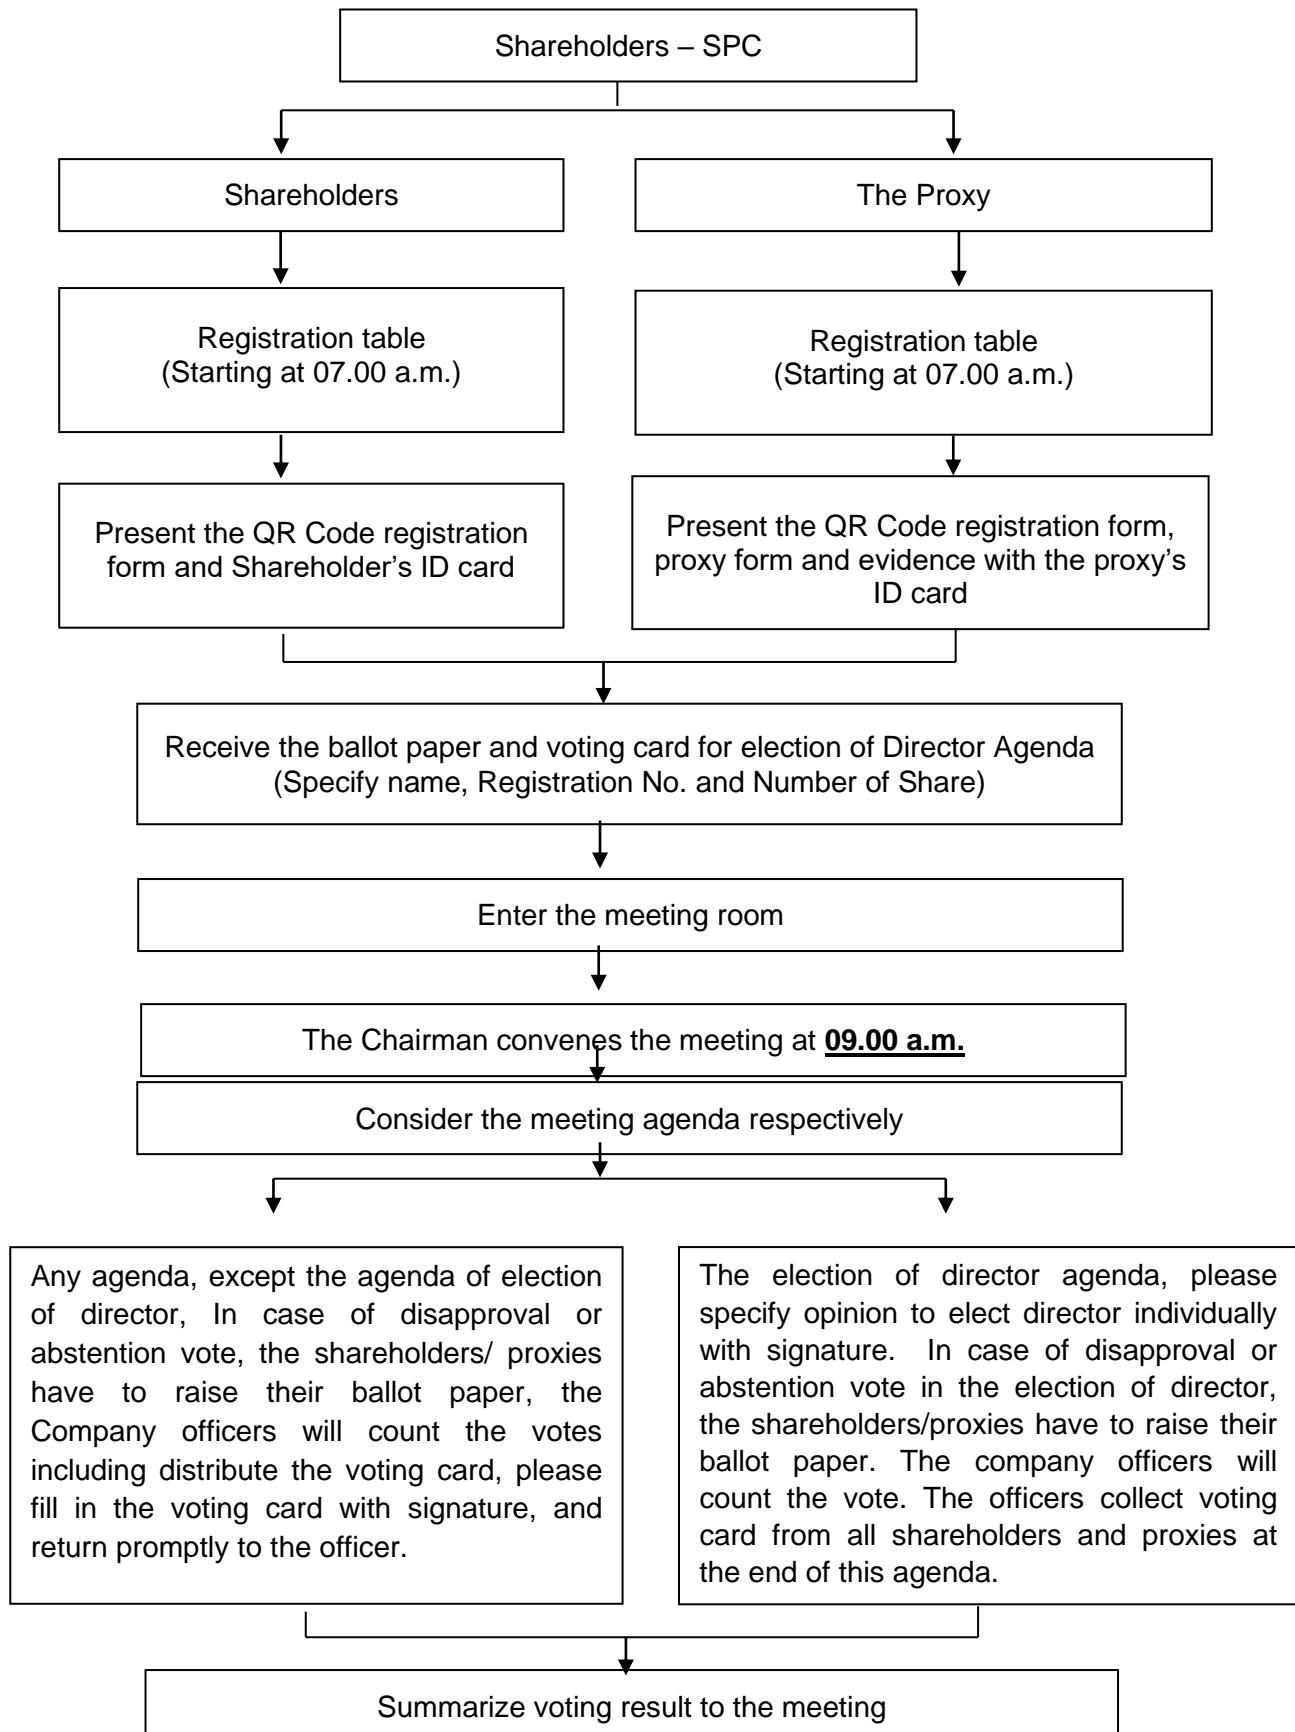 Shareholders – SPC
Shareholders
The Proxy
Registration table
(Starting at 07.00 a.m.)
Registration table
(Starting at 07.00 a.m.)
Present the QR Code registration
form and Shareholder’s ID card
Present the QR Code registration form,
proxy form and evidence with the proxy’s
ID card
Receive the ballot paper and voting card for election of Director Agenda
(Specify name, Registration No. and Number of Share)
Enter the meeting room
The Chairman convenes the meeting at 09.00 a.m.
Consider the meeting agenda respectively
Any agenda, except the agenda of election
of director, In case of disapproval or
abstention vote, the shareholders/ proxies
have to raise their ballot paper, the
Company officers will count the votes
including distribute the voting card, please
fill in the voting card with signature, and
return promptly to the officer.
The election of director agenda, please
specify opinion to elect director individually
with signature. In case of disapproval or
abstention vote in the election of director,
the shareholders/proxies have to raise their
ballot paper. The company officers will
count the vote. The officers collect voting
card from all shareholders and proxies at
the end of this agenda.
Summarize voting result to the meeting